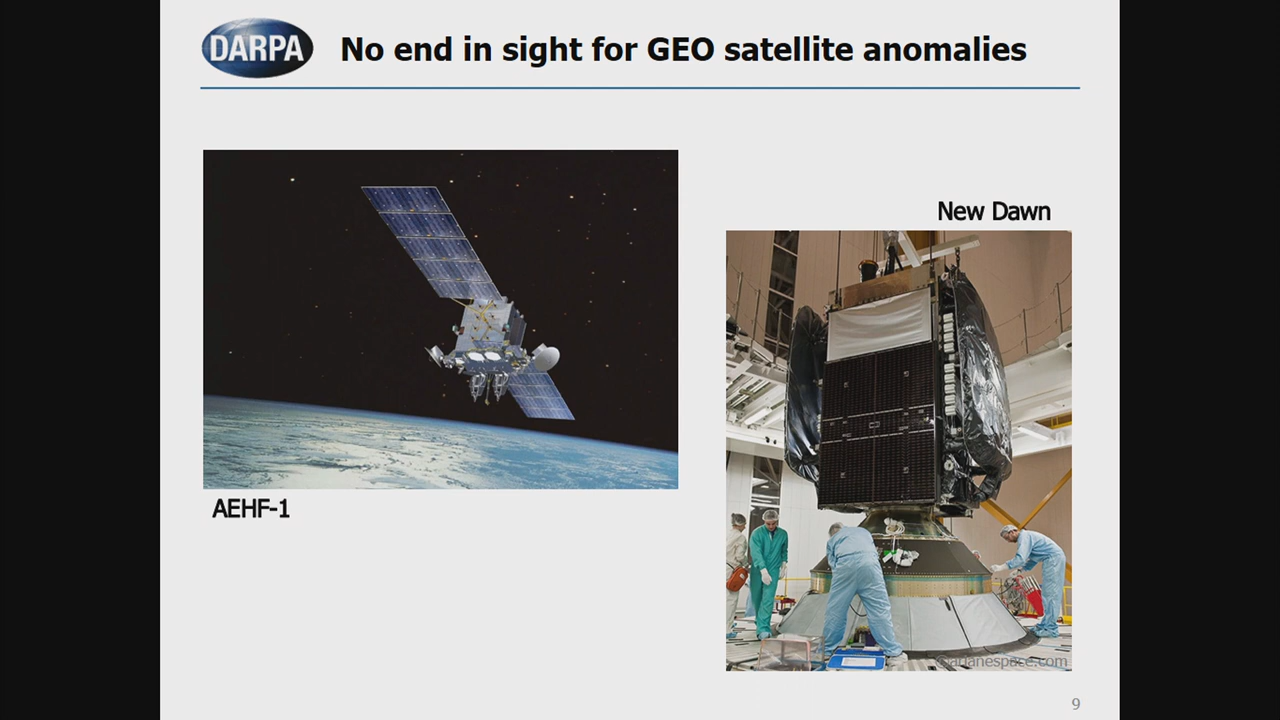 DARPA
No end in sight for GEO satellite anomalies
New Dawn
AEHF-1
©arianespace.com
9